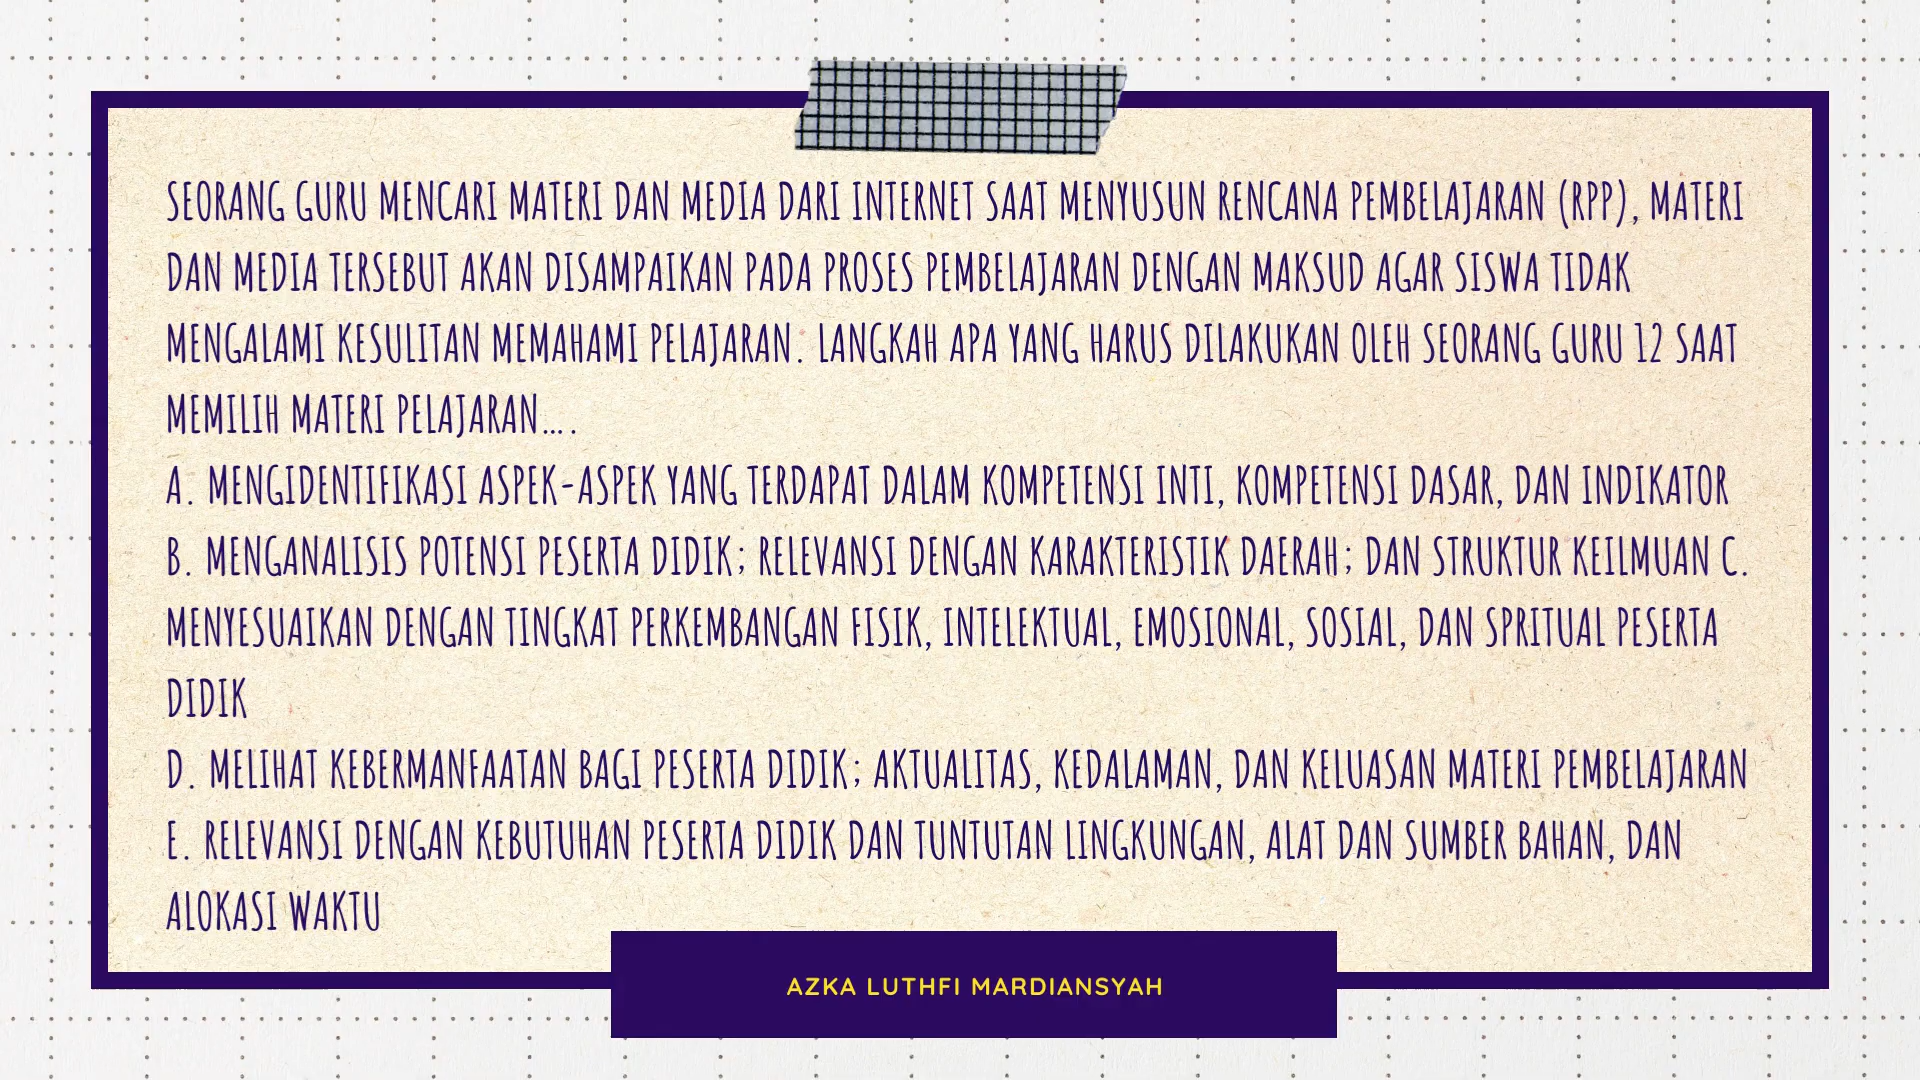 SEORANG GURU MENCARI MATERI DAN MEDIA DARI INTERNET SAAT MENYUSUN RENCANA PEMBELAJARAN (RPP), MATERI
DAN MEDIA TERSEBUT AKAN DISAMPAIKAN PADA PROSES PEMBELAJARAN DENGAN MAKSUD AGAR SISWA TIDAK
MENGALAMI KESULITAN MEMAHAMI PELAJARAN. LANGKAH APA YANG HARUS DILAKUKAN OLEH SEORANG GURU 12 SAAT
MEMILIH MATERI PELAJARAN….
A. MENGIDENTIFIKASI ASPEK-ASPEK YANG TERDAPAT DALAM KOMPETENSI INTI, KOMPETENSI DASAR, DAN INDIKATOR
B. MENGANALISIS POTENSI PESERTA DIDIK; RELEVANSI DENGAN KARAKTERISTIK DAERAH; DAN STRUKTUR KEILMUAN C.
MENYESUAIKAN DENGAN TINGKAT PERKEMBANGAN FISIK, INTELEKTUAL, EMOSIONAL, SOSIAL, DAN SPRITUAL PESERTA
DIDIK
D. MELIHAT KEBERMANFAATAN BAGI PESERTA DIDIK; AKTUALITAS, KEDALAMAN, DAN KELUASAN MATERI PEMBELAJARAN
E. RELEVANSI DENGAN KEBUTUHAN PESERTA DIDIK DAN TUNTUTAN LINGKUNGAN, ALAT DAN SUMBER BAHAN, DAN
ALOKASI WAKTU
AZKA LUTHFI MARDIANSYAH